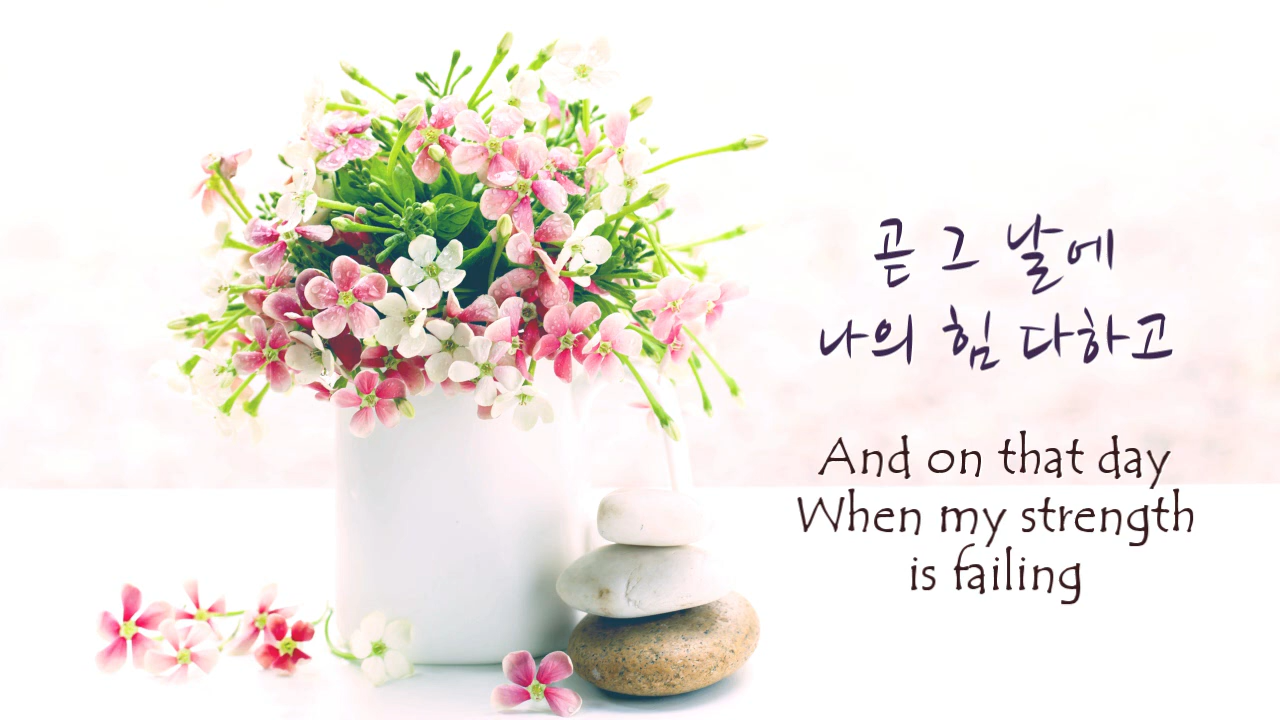 곧 그 날에
나의 힘 다하고
And on that day
When my strength
is failing